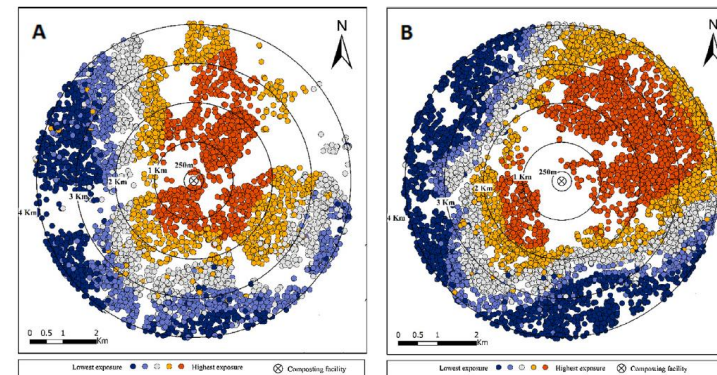 A
N
250m
1 Km
2 Km
3 Km
4 Km
0 0.5 1 2
Km
Lowest exposure Highest exposure Composting facility
B
N
250m
1 Km
2 Km
3 Km
4 Km
0 0.5 1 2
Km
Lowest exposure Highest exposure Composting facility